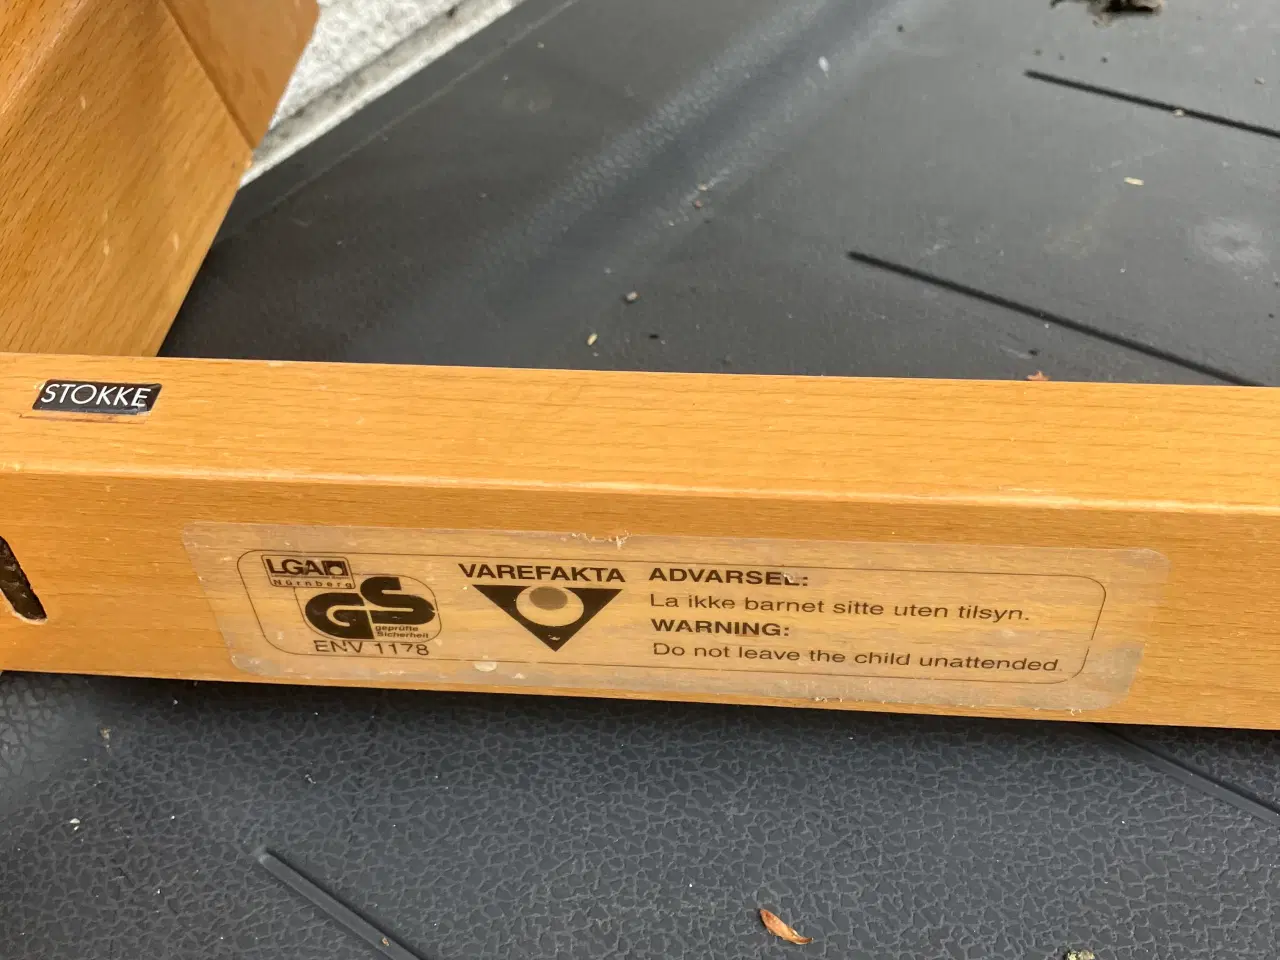 STOKKE
LGA
Nürnberg
GS
geprüfte
Sicherheit
ENV 1178
VAREFAKTA
ADVARSEL:
La ikke barnet sitte uten tilsyn.
WARNING:
Do not leave the child unattended.